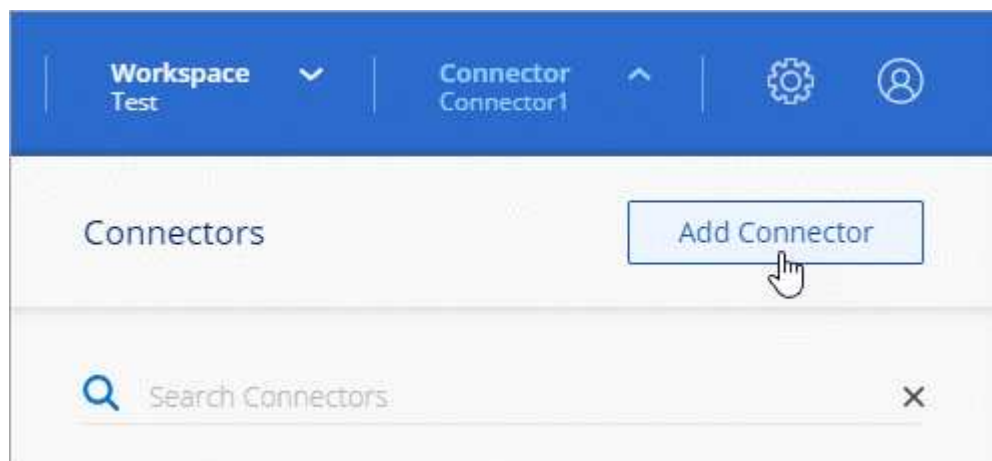 Workspace
Test
Connector
Connector1
Connectors
Add Connector
Search Connectors